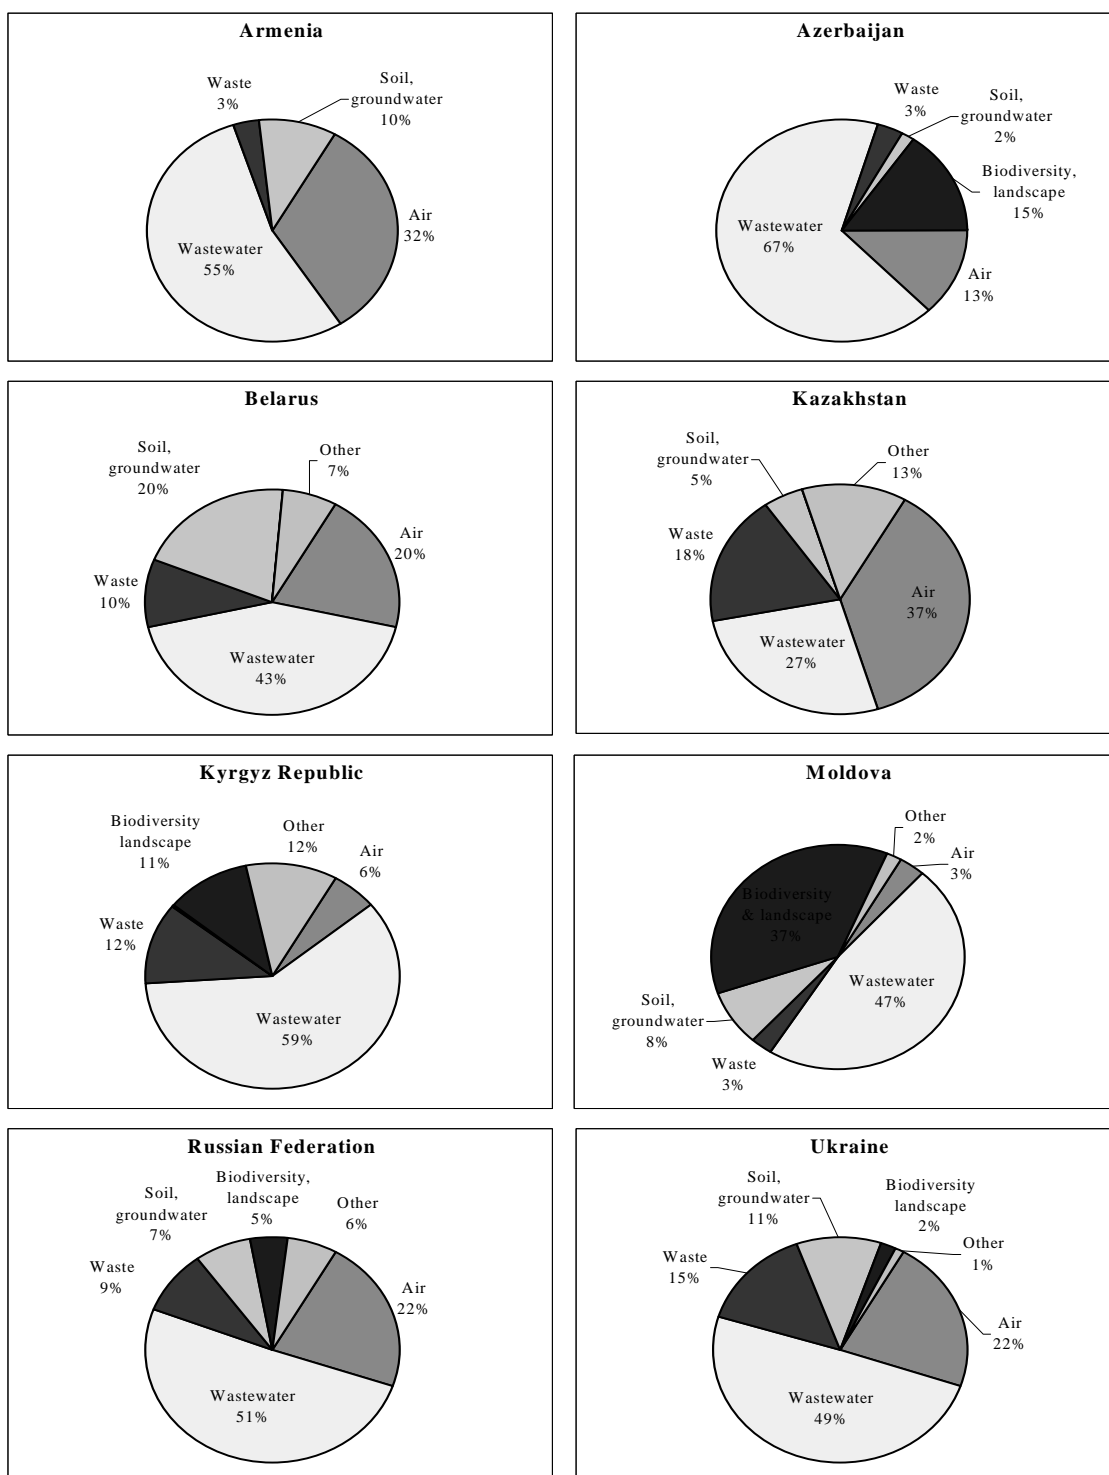 Armenia
Waste
3%
Soil,
groundwater
10%
Air
32%
Wastewater
55%
Azerbaijan
Waste
3%
Soil,
groundwater
2%
Biodiversity,
landscape
15%
Wastewater
67%
Air
13%
Belarus
Soil,
groundwater
20%
Other
7%
Air
20%
Waste
10%
Wastewater
43%
Kazakhstan
Soil,
groundwater
5%
Other
13%
Waste
18%
Air
37%
Wastewater
27%
Kyrgyz Republic
Biodiversity
landscape
11%
Other
12%
Air
6%
Waste
12%
Wastewater
59%
Moldova
Other
2%
Air
3%
Biodiversity
& landscape
37%
Wastewater
47%
Soil,
groundwater
8%
Waste
3%
Russian Federation
Biodiversity,
landscape
5%
Soil,
groundwater
7%
Other
6%
Waste
9%
Air
22%
Wastewater
51%
Ukraine
Soil,
groundwater
11%
Biodiversity
landscape
2%
Other
1%
Waste
15%
Air
22%
Wastewater
49%